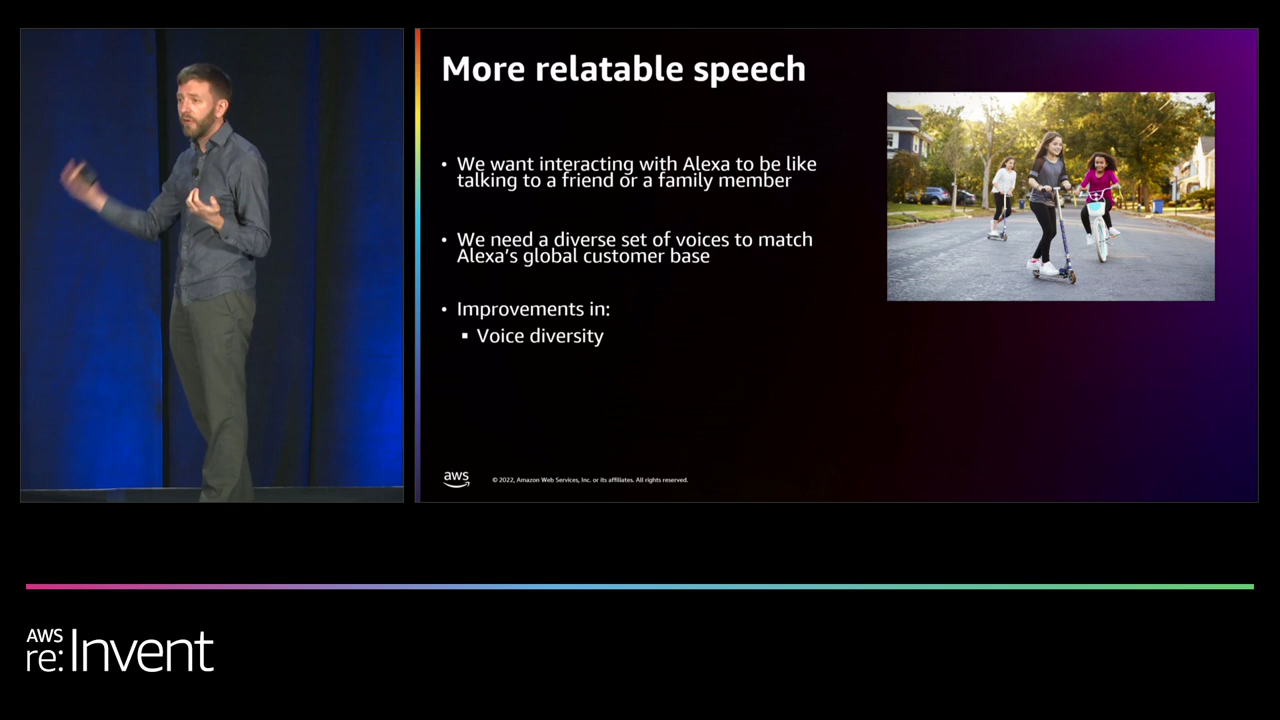 More relatable speech
• We want interacting with Alexa to be like
talking to a friend or a family member
• We need a diverse set of voices to match
Alexa's global customer base
• Improvements in:
▪ Voice diversity
aws
© 2022, Amazon Web Services, Inc. or its affiliates. All rights reserved.
AWS
re:Invent